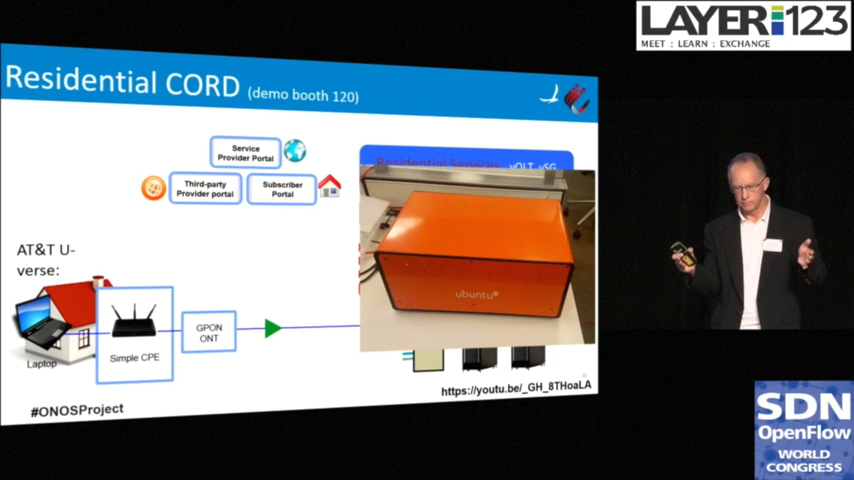 LAYER123
MEET : LEARN : EXCHANGE
Residential CORD (demo booth 120)
Service
Provider Portal
Third-party
Provider portal
Subscriber
Portal
Residential Services: vOLT, vSG,
AT&T U-
verse:
ubuntu
GPON
ONT
Simple CPE
Laptop
https://youtu.be/_GH_8THoaLA
#ONOSProject
SDN
OpenFlow
WORLD
CONGRESS